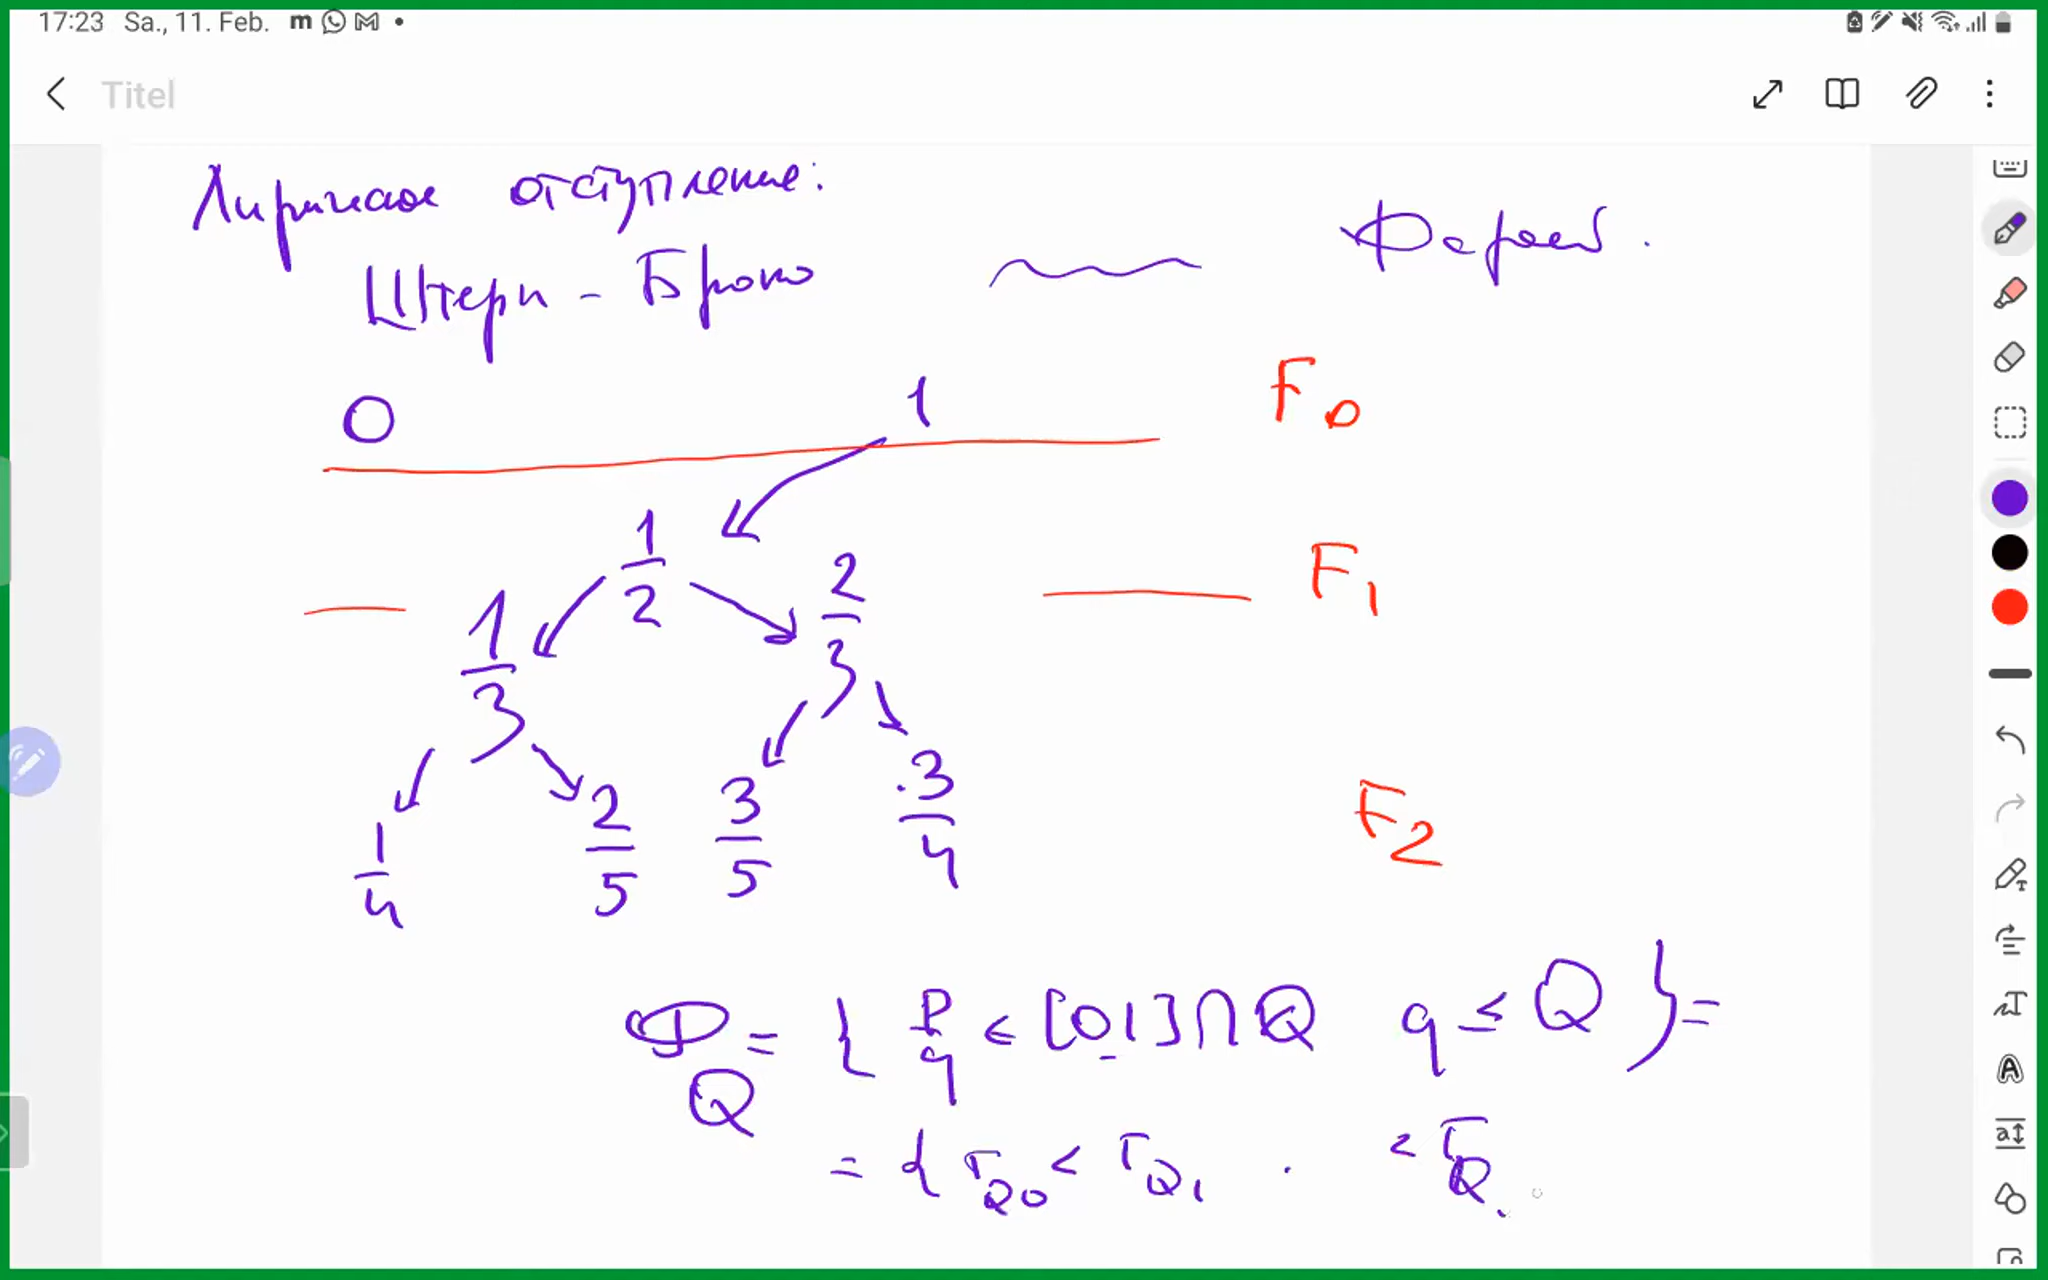 17:23 Sa., 11. Feb. m •
Titel
Лирическое отступление:
Штерн - Броко Фарей.
0 1 F₀
1/2 F₁
1/3 2/3
1/4 2/5 3/5 3/4 F₂
Φ_Q = { p/q ∈ [0,1] ∩ Q q ≤ Q } =
= { r_Q0 < r_Q1 . < r_Q,